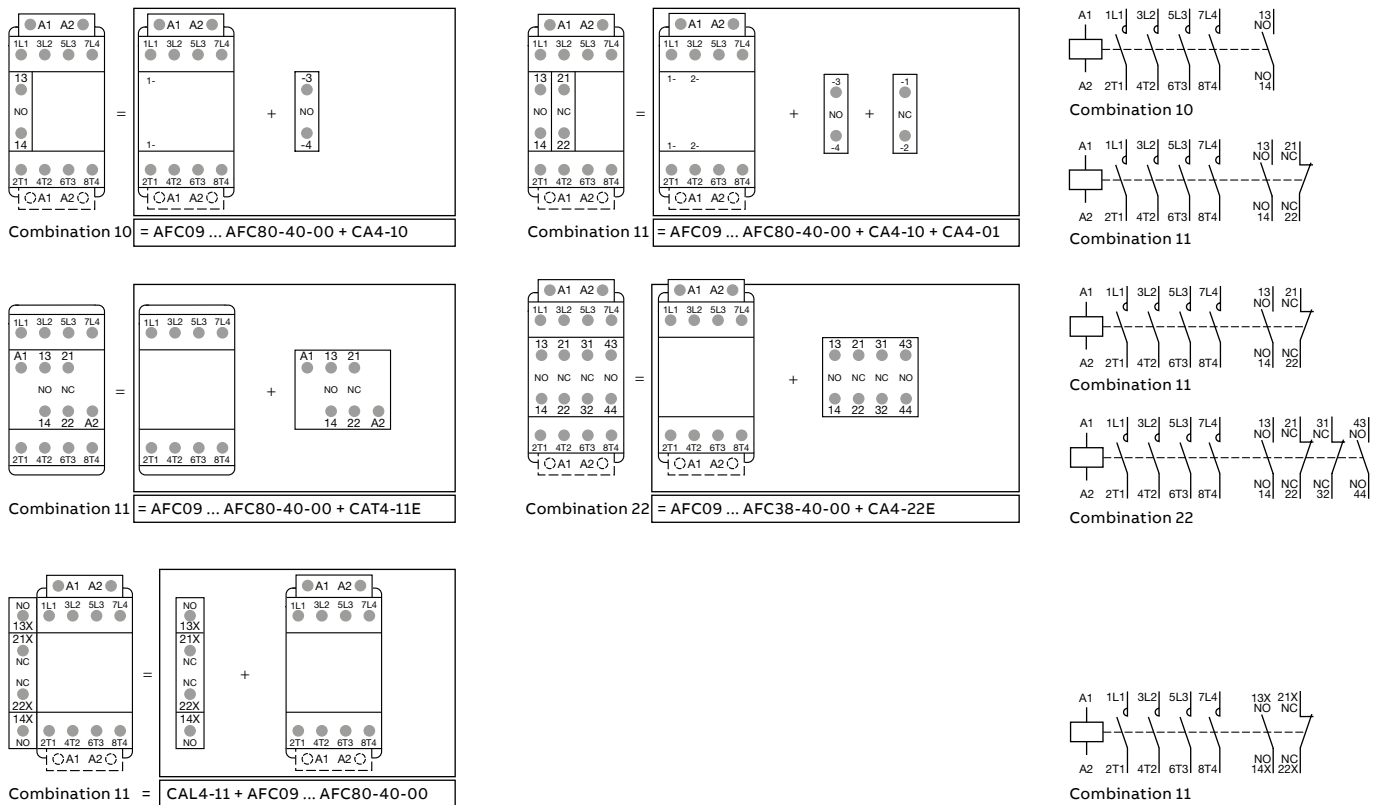 A1 A2
1L1 3L2 5L3 7L4
13
NO
14
2T1 4T2 6T3 8T4
A1 A2
=
A1 A2
1L1 3L2 5L3 7L4
1-
1-
2T1 4T2 6T3 8T4
A1 A2
+
-3
NO
-4
Combination 10 = AFC09 ... AFC80-40-00 + CA4-10
A1 A2
1L1 3L2 5L3 7L4
13 21
NO NC
14 22
2T1 4T2 6T3 8T4
A1 A2
=
A1 A2
1L1 3L2 5L3 7L4
1- 2-
1- 2-
2T1 4T2 6T3 8T4
A1 A2
+
-3
NO
-4
+
-1
NC
-2
Combination 11 = AFC09 ... AFC80-40-00 + CA4-10 + CA4-01
A1 1L1 3L2 5L3 7L4 13
NO
NO
A2 2T1 4T2 6T3 8T4 14
Combination 10
A1 1L1 3L2 5L3 7L4 13 21
NO NC
NO NC
A2 2T1 4T2 6T3 8T4 14 22
Combination 11
1L1 3L2 5L3 7L4
A1 13 21
NO NC
14 22 A2
2T1 4T2 6T3 8T4
=
1L1 3L2 5L3 7L4
2T1 4T2 6T3 8T4
+
A1 13 21
NO NC
14 22 A2
Combination 11 = AFC09 ... AFC80-40-00 + CAT4-11E
A1 A2
1L1 3L2 5L3 7L4
13 21 31 43
NO NC NC NO
14 22 32 44
2T1 4T2 6T3 8T4
A1 A2
=
A1 A2
1L1 3L2 5L3 7L4
2T1 4T2 6T3 8T4
A1 A2
+
13 21 31 43
NO NC NC NO
14 22 32 44
Combination 22 = AFC09 ... AFC38-40-00 + CA4-22E
A1 1L1 3L2 5L3 7L4 13 21
NO NC
NO NC
A2 2T1 4T2 6T3 8T4 14 22
Combination 11
A1 1L1 3L2 5L3 7L4 13 21 31 43
NO NC NC NO
NO NC NC NO
A2 2T1 4T2 6T3 8T4 14 22 32 44
Combination 22
A1 A2
NO 1L1 3L2 5L3 7L4
13X
21X
NC
NC
22X
14X
NO 2T1 4T2 6T3 8T4
A1 A2
=
NO
13X
21X
NC
NC
22X
14X
NO
+
A1 A2
1L1 3L2 5L3 7L4
2T1 4T2 6T3 8T4
A1 A2
Combination 11 = CAL4-11 + AFC09 ... AFC80-40-00
A1 1L1 3L2 5L3 7L4 13X 21X
NO NC
NO NC
A2 2T1 4T2 6T3 8T4 14X 22X
Combination 11